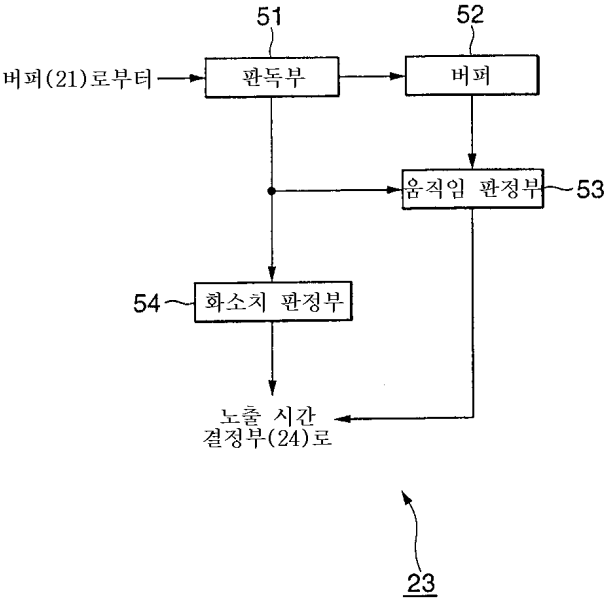 51
52
버퍼(21)로부터
판독부
버퍼
움직임 판정부
53
54
화소치 판정부
노출 시간
결정부(24)로
23